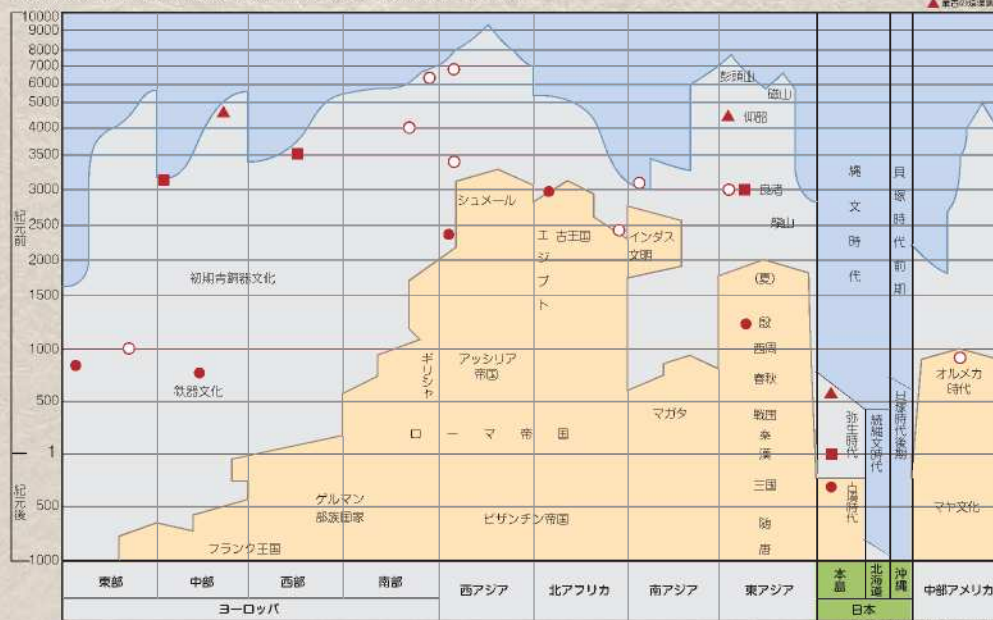 10000
9000
8000
7000
6000
5000
4000
3500
3000
2500
2000
1500
1000
500
1
500
1000
紀元前
紀元後
彭頭山
磁山
仰韶
良渚
龍山
(夏)
殷
西周
春秋
戦国
秦
漢
三国
隋
唐
初期青銅器文化
鉄器文化
ギリシャ
ローマ帝国
ゲルマン
部族国家
フランク王国
シュメール
アッシリア
帝国
ビザンチン帝国
エジプト
古王国
インダス
文明
マガタ
縄文時代
貝塚時代前期
弥生時代
続縄文時代
貝塚時代後期
古墳時代
オルメカ
時代
マヤ文化
東部
中部
西部
南部
ヨーロッパ
西アジア
北アフリカ
南アジア
東アジア
本島
北海道
沖縄
日本
中部アメリカ